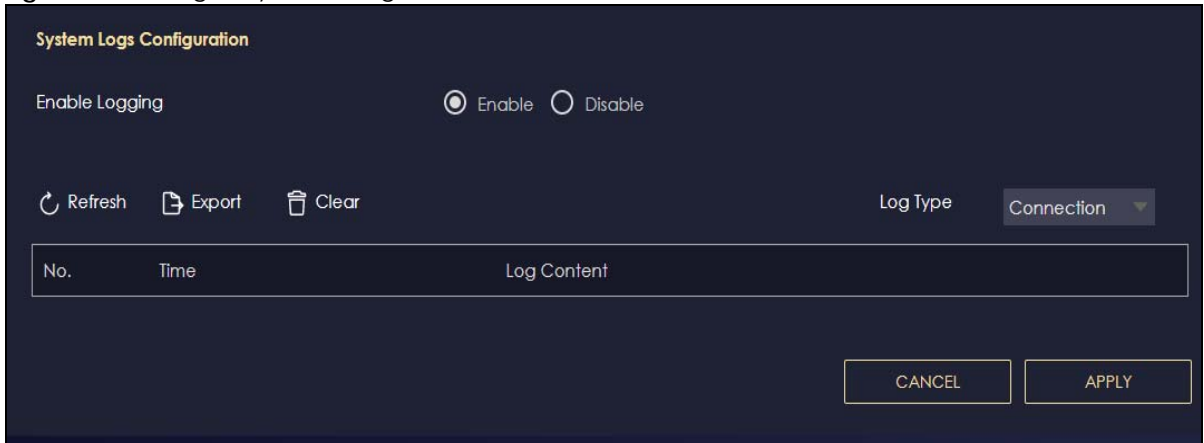 System Logs Configuration
Enable Logging Enable Disable
Refresh Export Clear Log Type Connection
No. Time Log Content
CANCEL APPLY